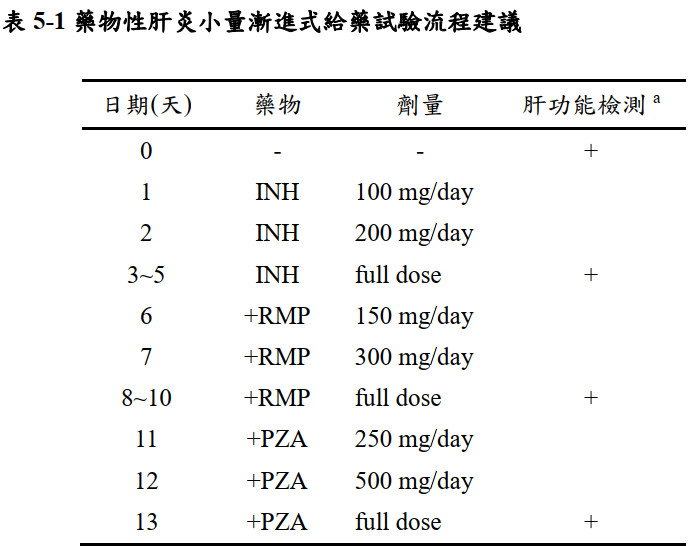 表 5-1 藥物性肝炎小量漸進式給藥試驗流程建議
日期(天) 藥物 劑量 肝功能檢測 a
0 - - +
1 INH 100 mg/day
2 INH 200 mg/day
3~5 INH full dose +
6 +RMP 150 mg/day
7 +RMP 300 mg/day
8~10 +RMP full dose +
11 +PZA 250 mg/day
12 +PZA 500 mg/day
13 +PZA full dose +